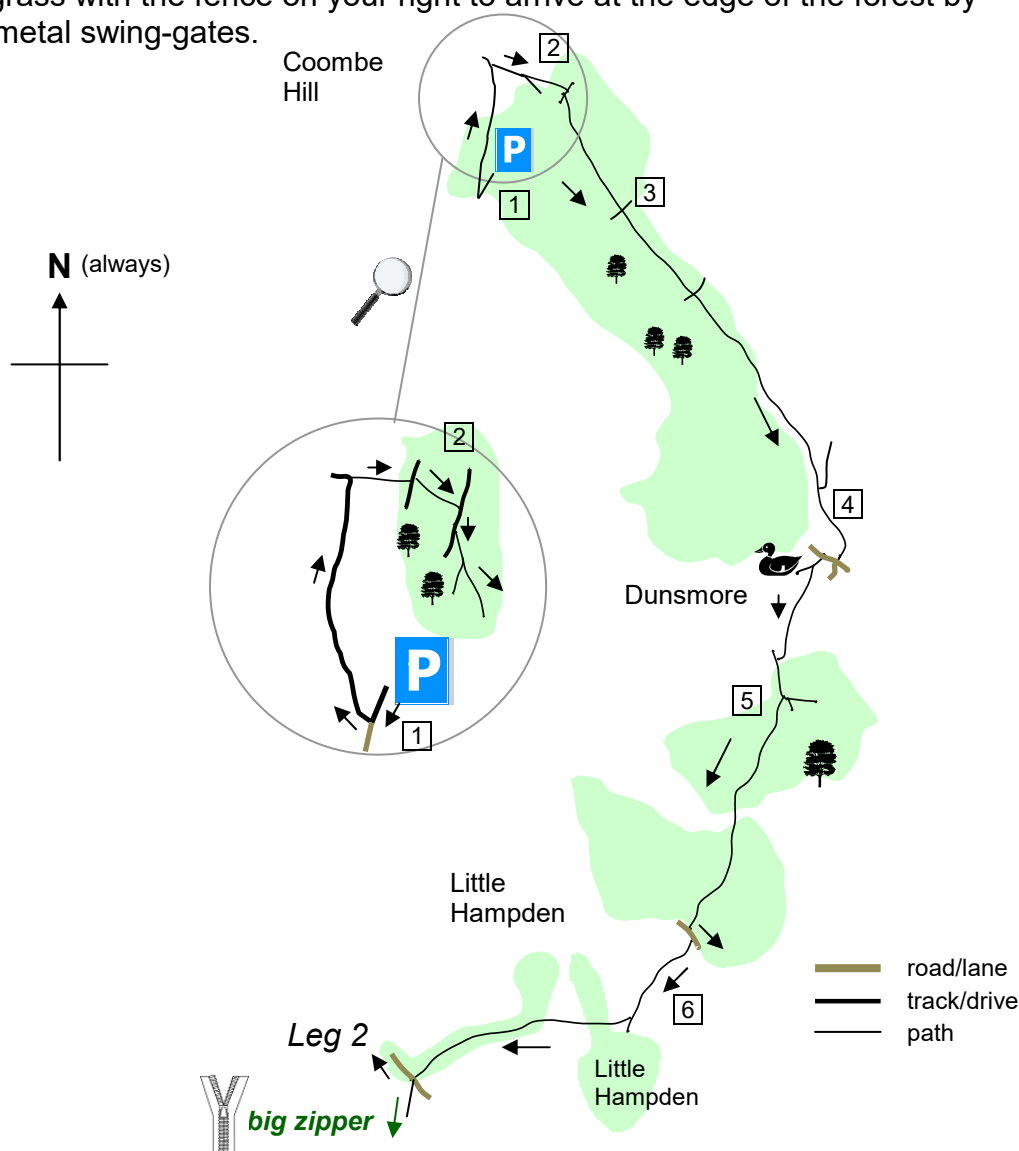 grass with the fence on your right to arrive at the edge of the forest by
metal swing-gates.
Coombe
Hill
2
P
1
3
N (always)
2
4
Dunsmore
P
1
5
Little
Hampden
road/lane
track/drive
path
6
Leg 2
Little
Hampden
big zipper